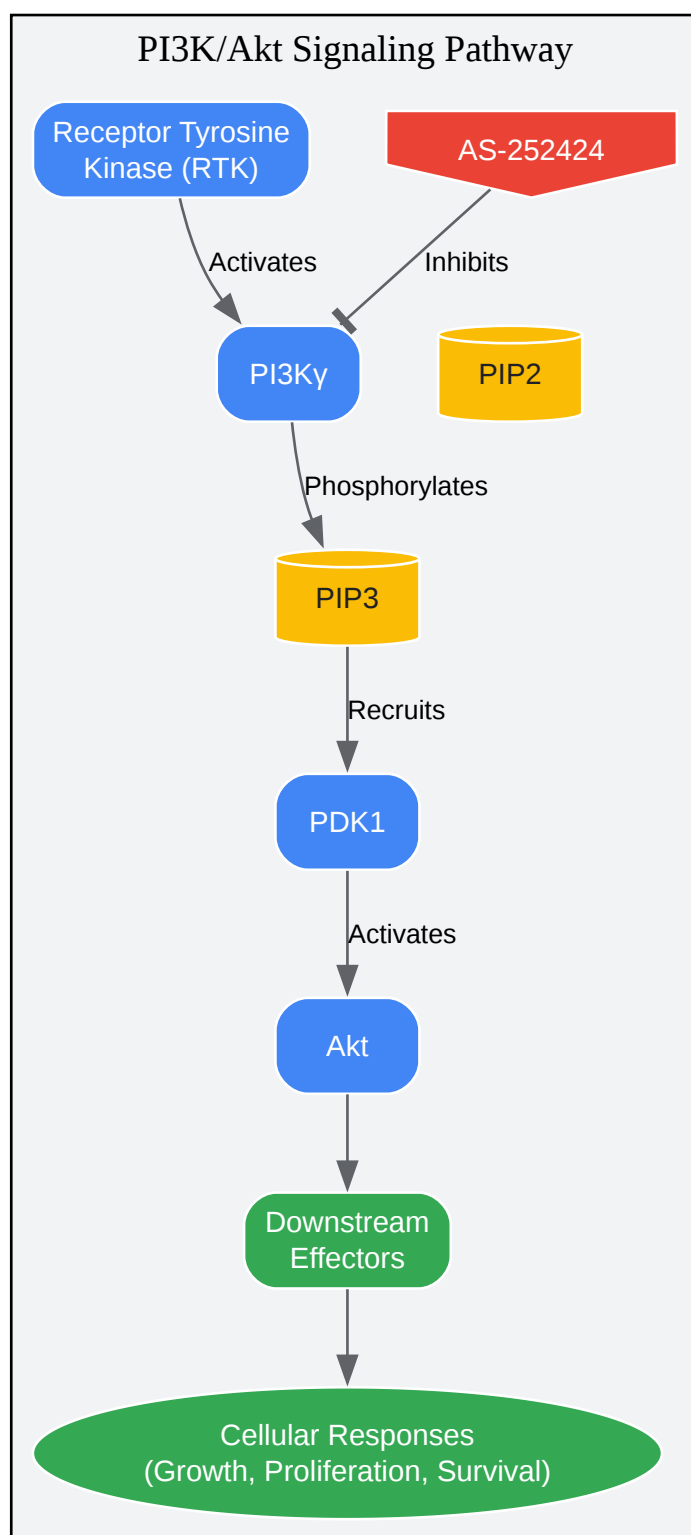 PI3K/Akt Signaling Pathway
Receptor Tyrosine
Kinase (RTK)
AS-252424
Activates
Inhibits
PI3Kγ
PIP2
Phosphorylates
PIP3
Recruits
PDK1
Activates
Akt
Downstream
Effectors
Cellular Responses
(Growth, Proliferation, Survival)